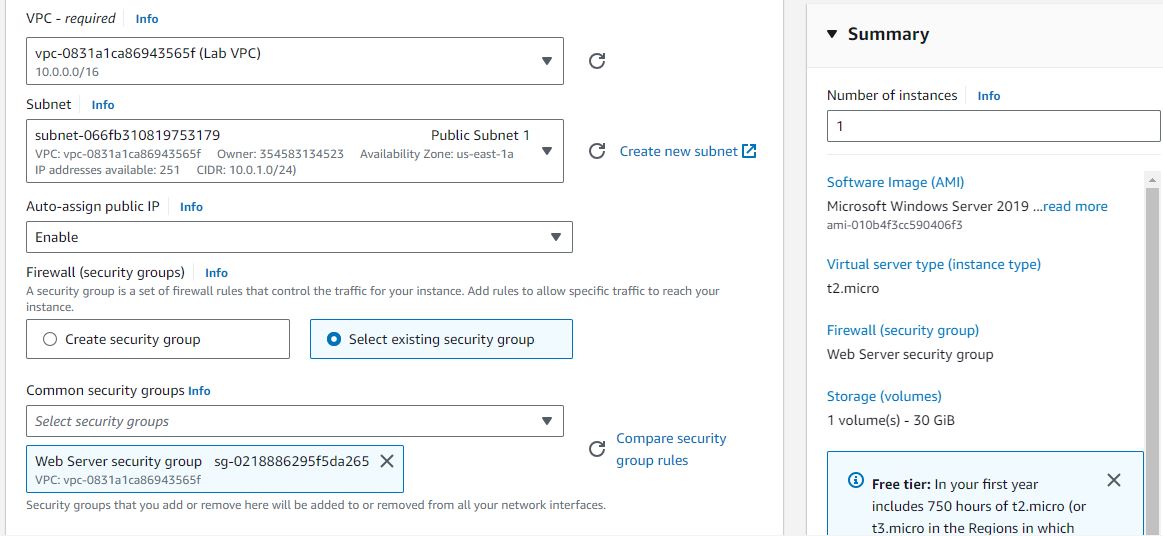 VPC - required Info
vpc-0831a1ca86943565f (Lab VPC)
10.0.0.0/16
Subnet Info
subnet-066fb310819753179 Public Subnet 1
VPC: vpc-0831a1ca86943565f Owner: 354583134523 Availability Zone: us-east-1a
IP addresses available: 251 CIDR: 10.0.1.0/24)
Create new subnet
Auto-assign public IP Info
Enable
Firewall (security groups) Info
A security group is a set of firewall rules that control the traffic for your instance. Add rules to allow specific traffic to reach your
instance.
Create security group
Select existing security group
Common security groups Info
Select security groups
Web Server security group sg-0218886295f5da265
VPC: vpc-0831a1ca86943565f
Compare security
group rules
Security groups that you add or remove here will be added to or removed from all your network interfaces.
Summary
Number of instances Info
1
Software Image (AMI)
Microsoft Windows Server 2019 ...read more
ami-010b4f3cc590406f3
Virtual server type (instance type)
t2.micro
Firewall (security group)
Web Server security group
Storage (volumes)
1 volume(s) - 30 GiB
Free tier: In your first year
includes 750 hours of t2.micro (or
t3.micro in the Regions in which